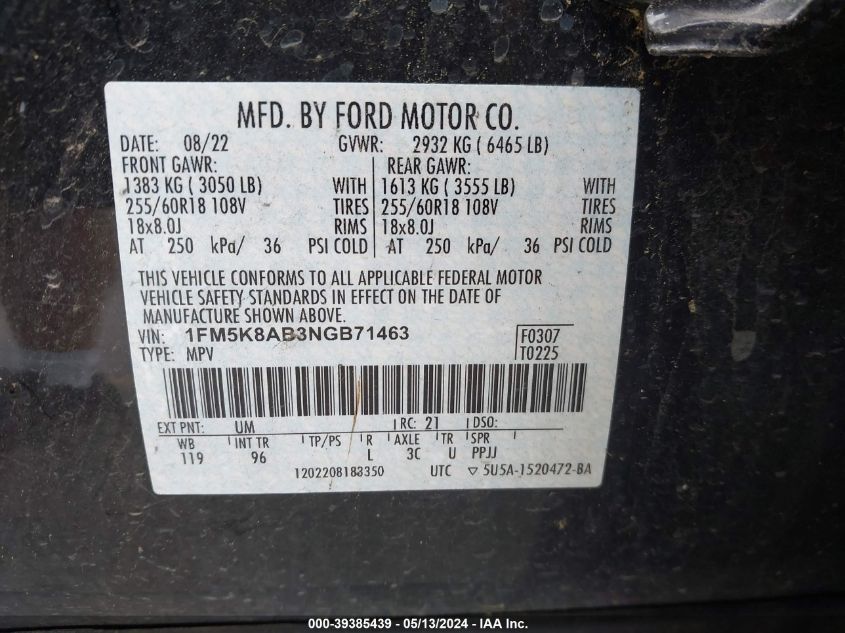 MFD. BY FORD MOTOR CO.
DATE: 08/22 GVWR: 2932 KG ( 6465 LB)
FRONT GAWR: REAR GAWR:
1383 KG ( 3050 LB) WITH 1613 KG ( 3555 LB) WITH
255/60R18 108V TIRES 255/60R18 108V TIRES
18x8.0J RIMS 18x8.0J RIMS
AT 250 kPa/ 36 PSI COLD AT 250 kPa/ 36 PSI COLD
THIS VEHICLE CONFORMS TO ALL APPLICABLE FEDERAL MOTOR
VEHICLE SAFETY STANDARDS IN EFFECT ON THE DATE OF
MANUFACTURE SHOWN ABOVE.
VIN: 1FM5K8AB3NGB71463 F0307
TYPE: MPV T0225
EXT PNT: UM RC: 21 DSO:
WB INT TR TP/PS R AXLE TR SPR
119 96 L 3C U PPJJ
1202208183350 UTC ▽ 5U5A-1520472-BA
000-39385439 - 05/13/2024 - IAA Inc.